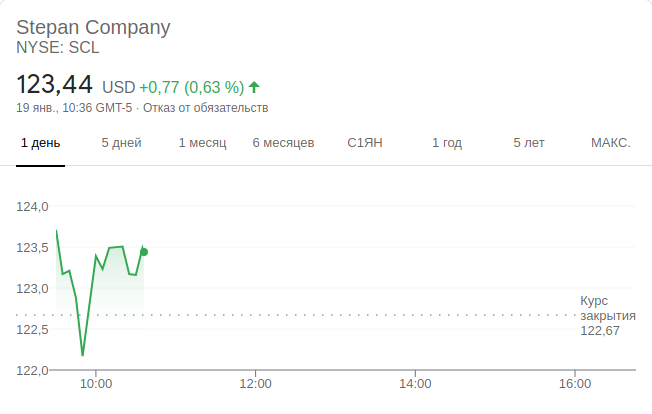 Stepan Company
NYSE: SCL
123,44 USD +0,77 (0,63 %)
19 янв., 10:36 GMT-5 · Отказ от обязательств
1 день 5 дней 1 месяц 6 месяцев С1ЯН 1 год 5 лет МАКС.
124,0
123,5
123,0
122,5
122,0
Курс
закрытия
122,67
10:00 12:00 14:00 16:00